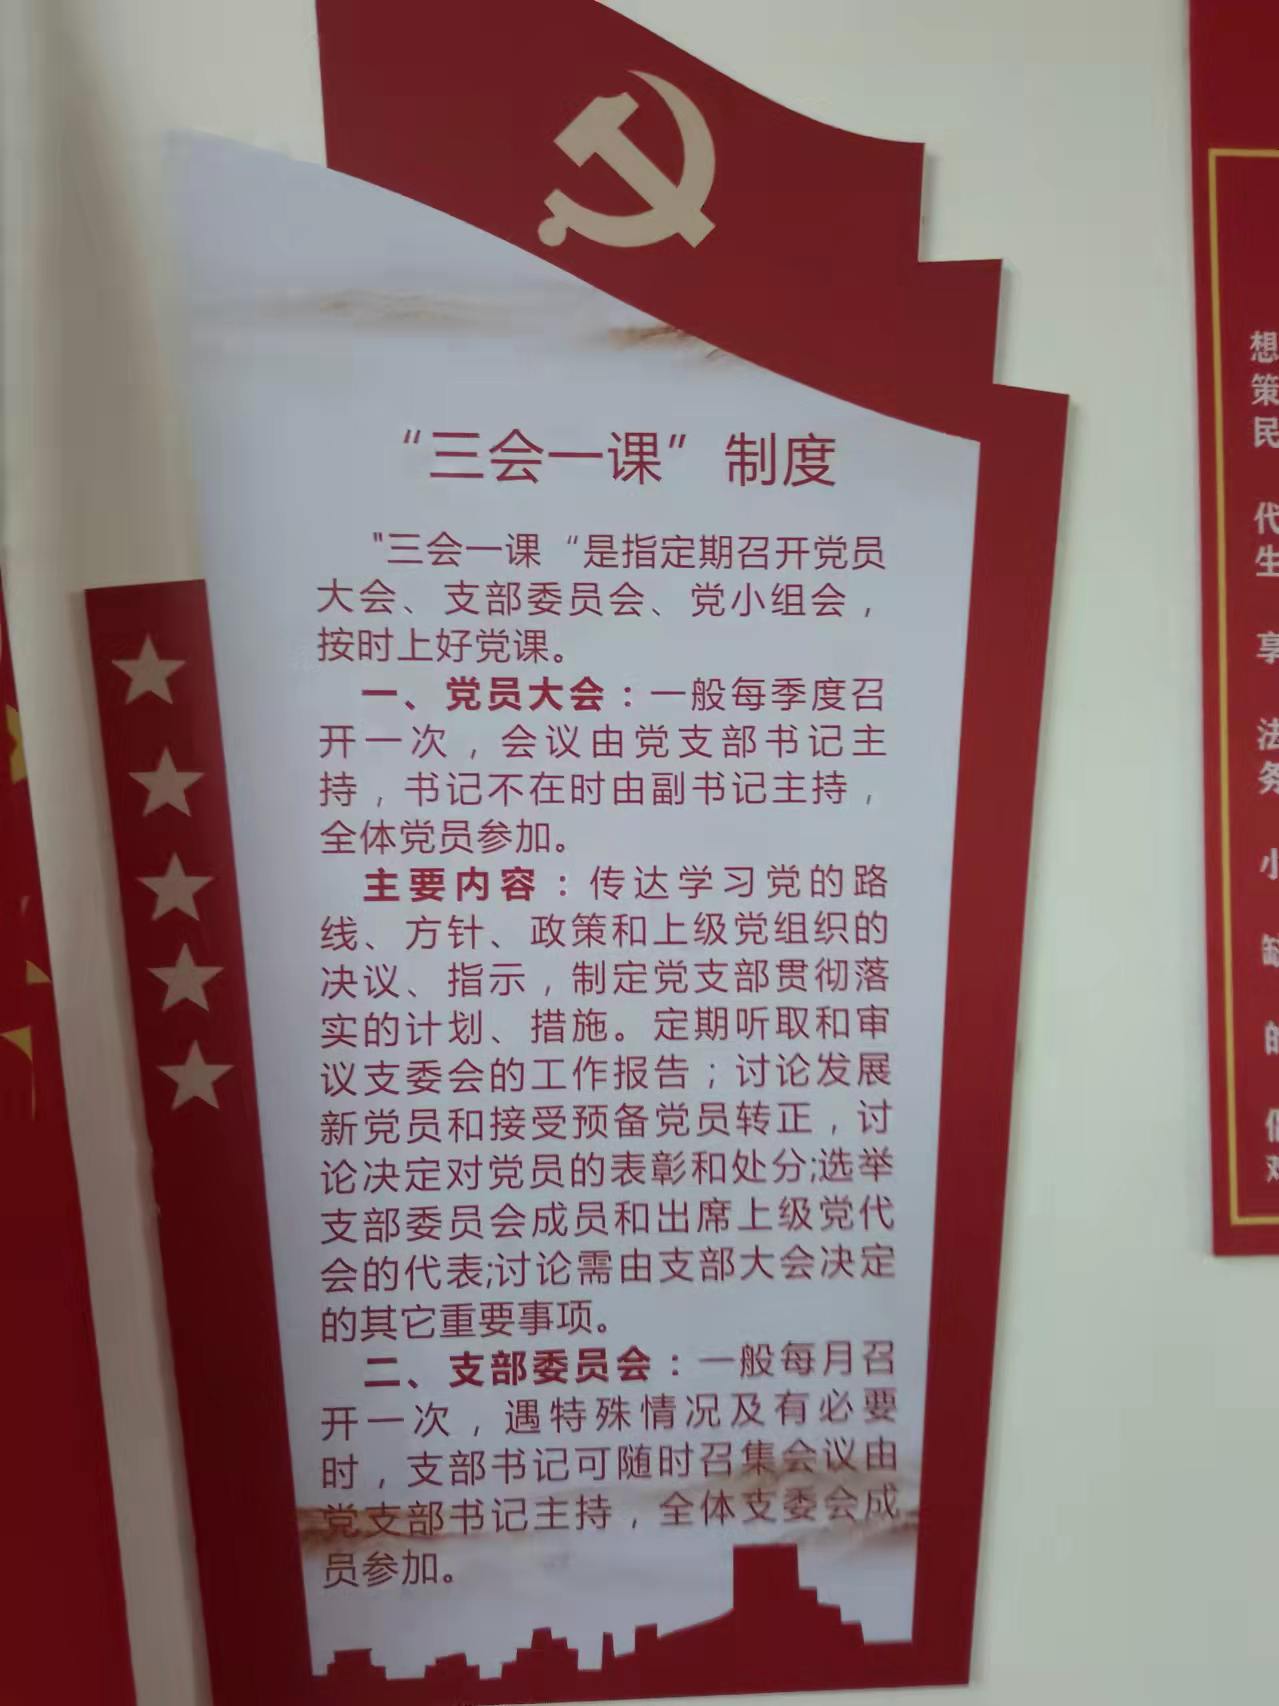 “三会一课”制度
"三会一课“是指定期召开党员
大会、支部委员会、党小组会，
按时上好党课。
一、党员大会：一般每季度召
开一次，会议由党支部书记主
持，书记不在时由副书记主持，
全体党员参加。
主要内容：传达学习党的路
线、方针、政策和上级党组织的
决议、指示，制定党支部贯彻落
实的计划、措施。定期听取和审
议支委会的工作报告；讨论发展
新党员和接受预备党员转正，讨
论决定对党员的表彰和处分;选举
支部委员会成员和出席上级党代
会的代表;讨论需由支部大会决定
的其它重要事项。
二、支部委员会：一般每月召
开一次，遇特殊情况及有必要
时，支部书记可随时召集会议由
党支部书记主持，全体支委会成
员参加。
想
策
民
代
生
享
法
务
小
的